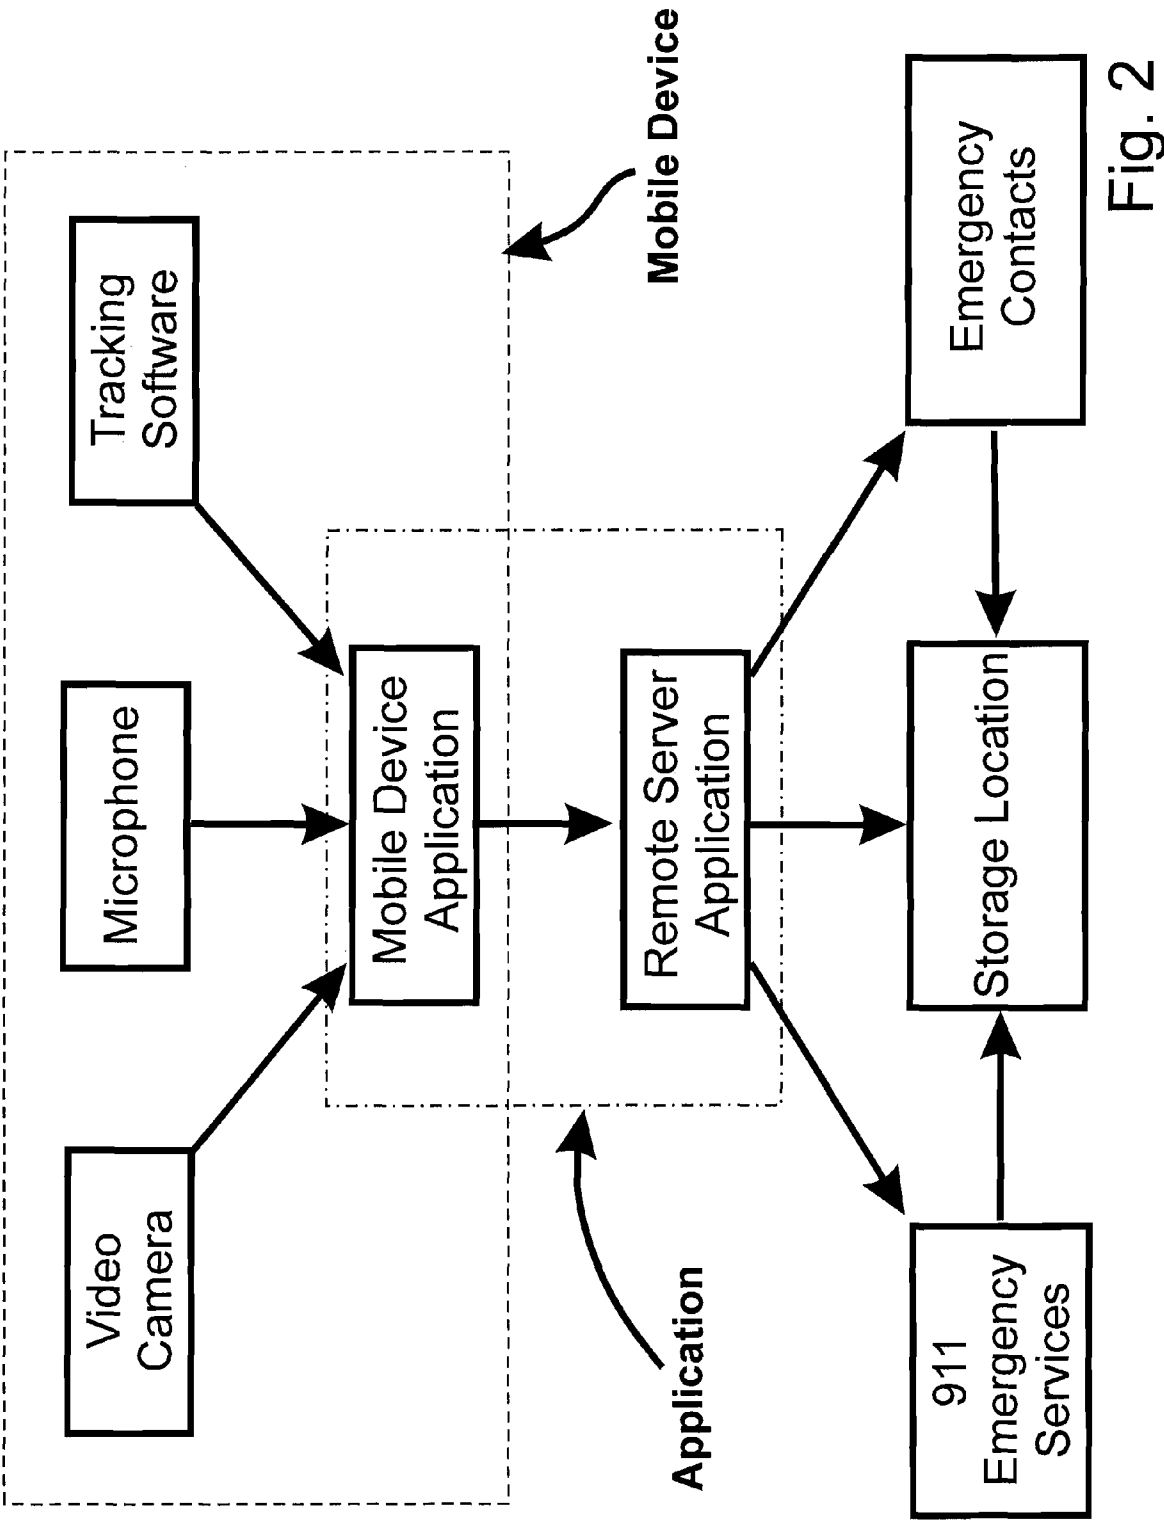 Video
Camera
Microphone
Tracking
Software
Mobile Device
Application
Mobile Device
Remote Server
Application
Application
911
Emergency
Services
Storage Location
Emergency
Contacts
Fig. 2